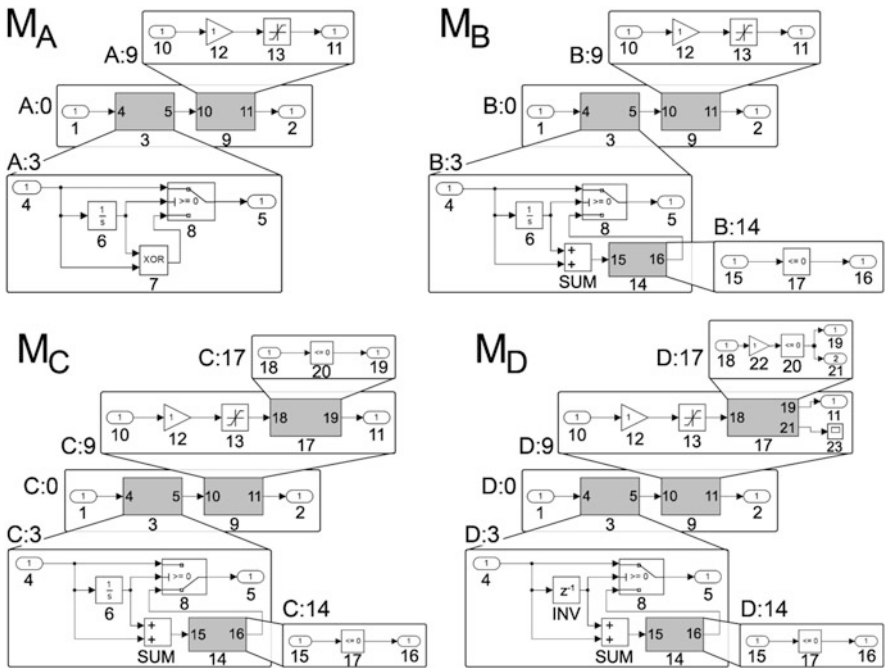 M_A
A:9
1 1 1
10 12 13 11
A:0
1 4 5 10 11 1
1 3 9 2
A:3
1 >= 0 1
4 5
1/s
6 8
XOR
7
M_B
B:9
1 1 1
10 12 13 11
B:0
1 4 5 10 11 1
1 3 9 2
B:3
1 >= 0 1
4 5
1/s
6 8
B:14
+ +
15 16
SUM 14
1 <= 0 1
15 17 16
M_C
C:17
1 <= 0 1
18 20 19
1 1 18 19 1
10 12 13 17 11
C:9
C:0
1 4 5 10 11 1
1 3 9 2
C:3
1 >= 0 1
4 5
1/s
6 8
C:14
+ +
15 16
SUM 14
1 <= 0 1
15 17 16
M_D
D:17
1 1 <= 0 1
19
18 22 20 2
21
1 1 18 19 1
11
21
10 12 13 17 23
D:9
D:0
1 4 5 10 11 1
1 3 9 2
D:3
1 >= 0 1
4 5
z⁻¹
INV 8
D:14
+ +
15 16
SUM 14
1 <= 0 1
15 17 16